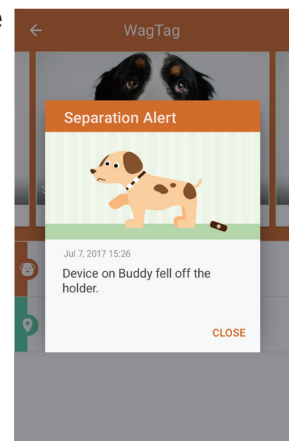 e
WagTag
Separation Alert
Jul 7, 2017 15:26
Device on Buddy fell off the
holder.
CLOSE